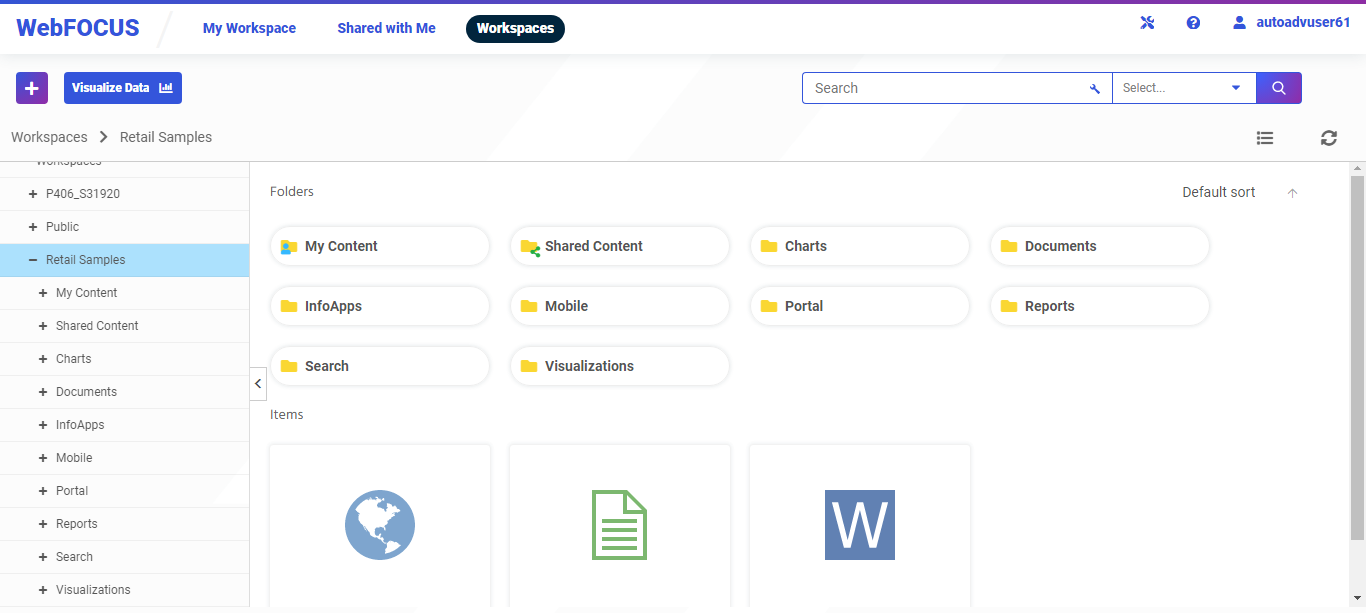 WebFOCUS
My Workspace
Shared with Me
Workspaces
autoadvuser61
Visualize Data
Search
Select...
Workspaces
Retail Samples
Workspaces
P406_S31920
Public
Retail Samples
My Content
Shared Content
Charts
Documents
InfoApps
Mobile
Portal
Reports
Search
Visualizations
Folders
Default sort
My Content
Shared Content
Charts
Documents
InfoApps
Mobile
Portal
Reports
Search
Visualizations
Items
W